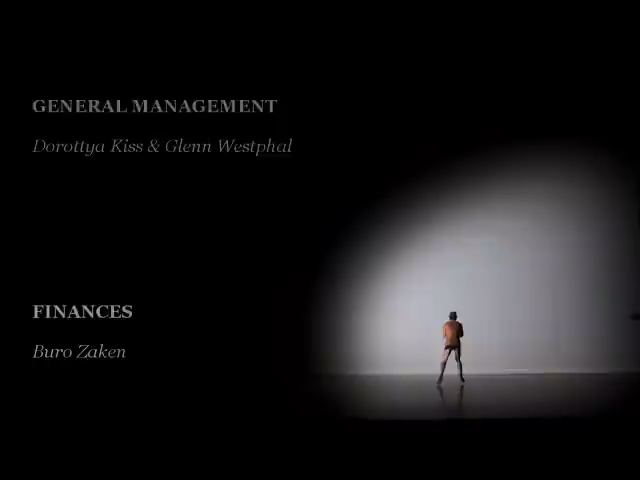 GENERAL MANAGEMENT
Dorottya Kiss & Glenn Westphal
FINANCES
Buro Zaken